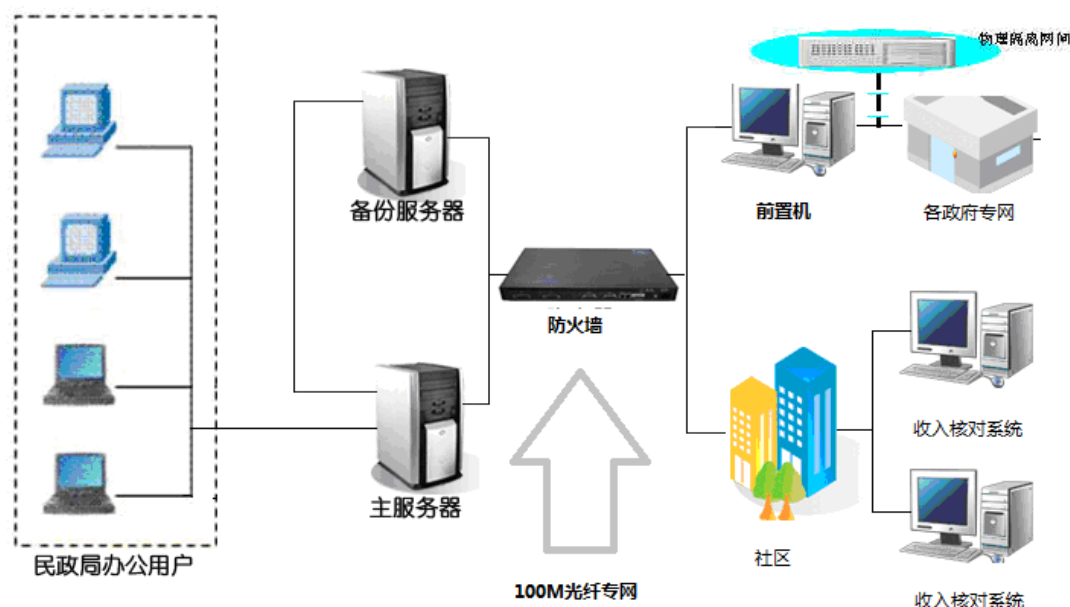 物理隔离网间
备份服务器
前置机
各政府专网
防火墙
收入核对系统
主服务器
社区
民政局办公用户
100M光纤专网
收入核对系统